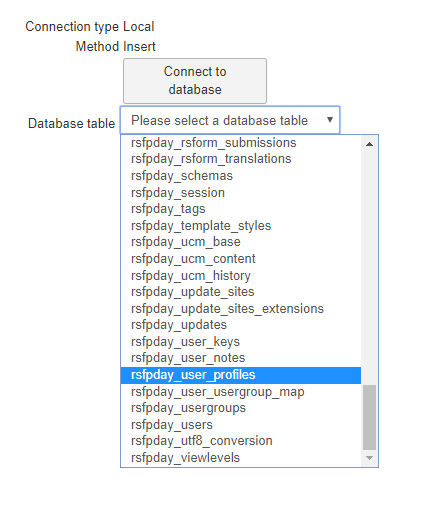 Connection type Local
Method Insert
Connect to
database
Database table Please select a database table
rsfpday_rsform_submissions
rsfpday_rsform_translations
rsfpday_schemas
rsfpday_session
rsfpday_tags
rsfpday_template_styles
rsfpday_ucm_base
rsfpday_ucm_content
rsfpday_ucm_history
rsfpday_update_sites
rsfpday_update_sites_extensions
rsfpday_updates
rsfpday_user_keys
rsfpday_user_notes
rsfpday_user_profiles
rsfpday_user_usergroup_map
rsfpday_usergroups
rsfpday_users
rsfpday_utf8_conversion
rsfpday_viewlevels